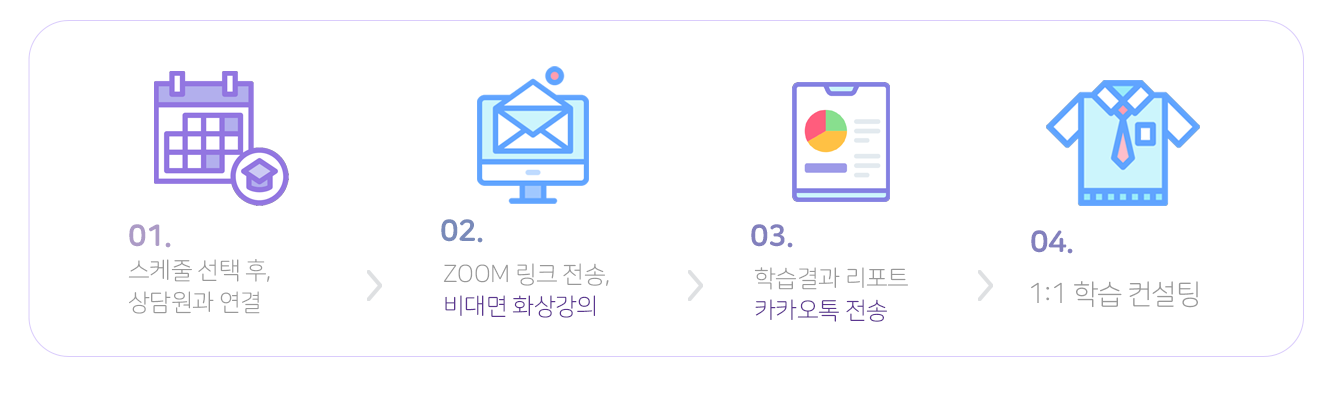 01.
스케줄 선택 후,
상담원과 연결
02.
ZOOM 링크 전송,
비대면 화상강의
03.
학습결과 리포트
카카오톡 전송
04.
1:1 학습 컨설팅